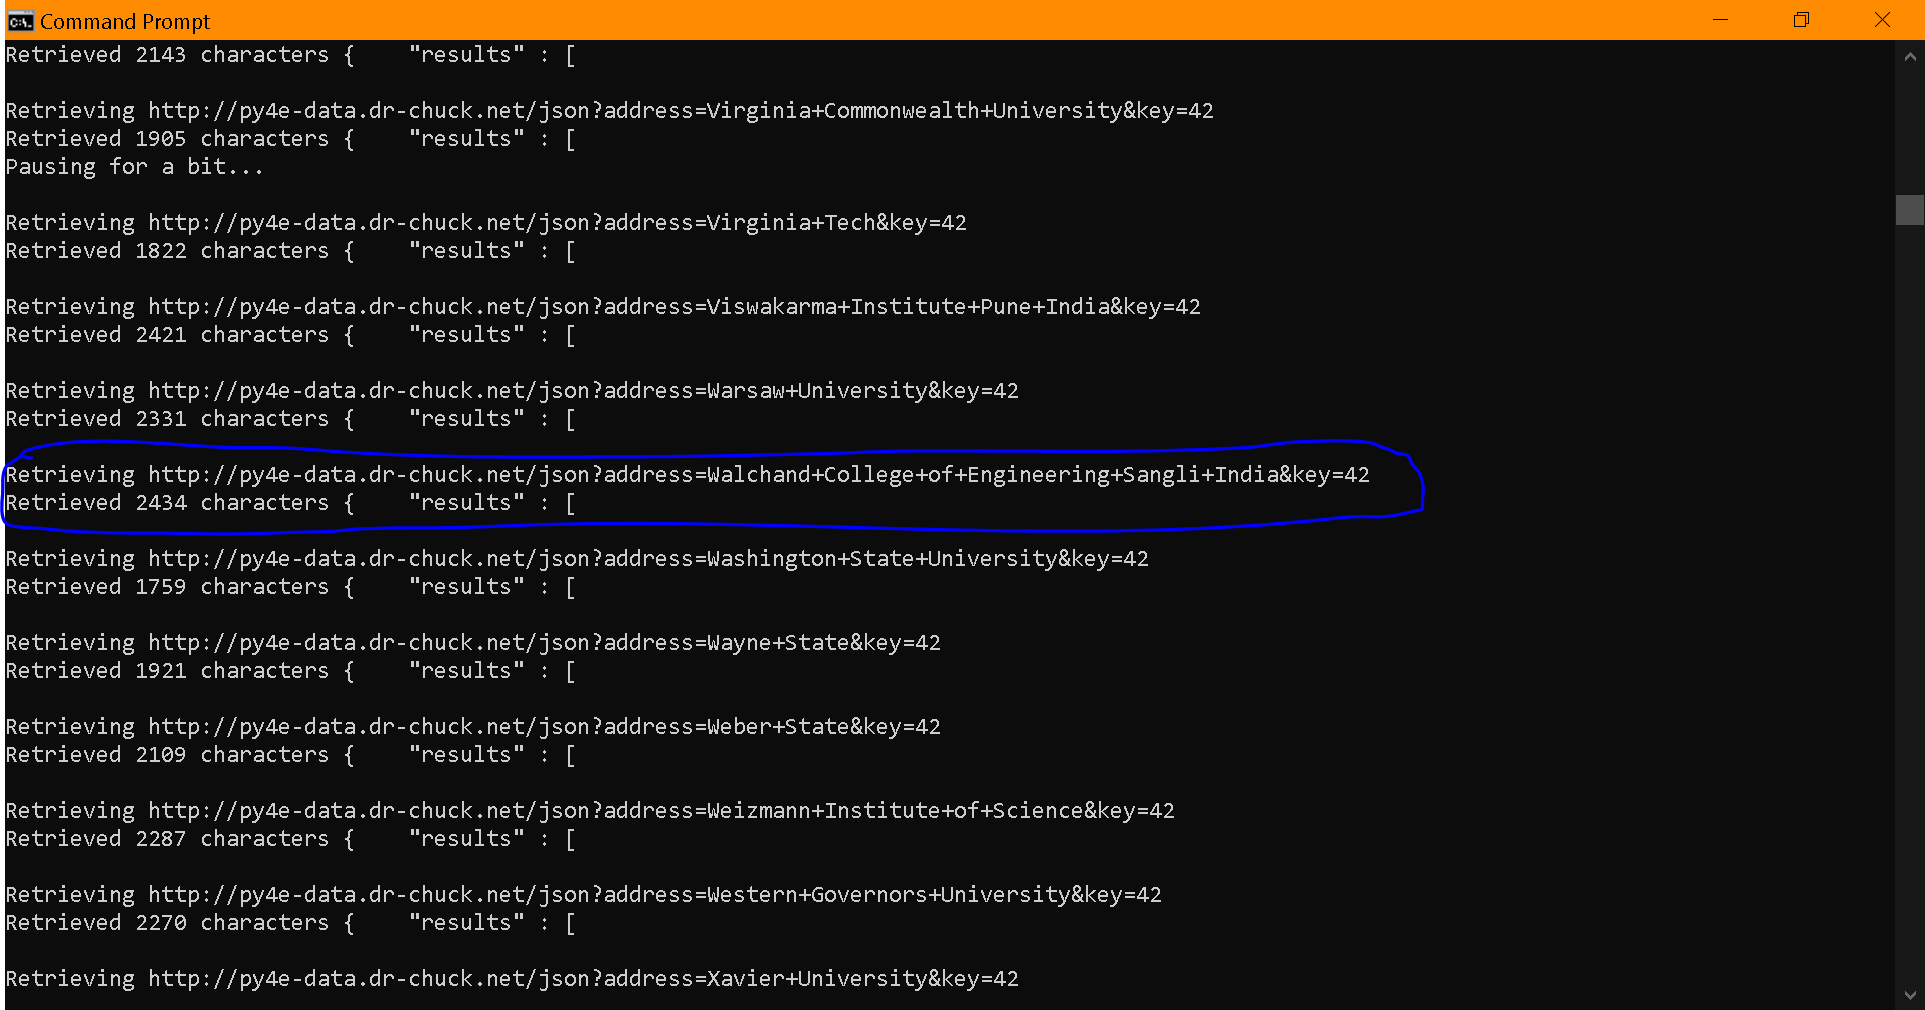 Command Prompt
Retrieved 2143 characters {    "results" : [
Retrieving http://py4e-data.dr-chuck.net/json?address=Virginia+Commonwealth+University&key=42
Retrieved 1905 characters {    "results" : [
Pausing for a bit...
Retrieving http://py4e-data.dr-chuck.net/json?address=Virginia+Tech&key=42
Retrieved 1822 characters {    "results" : [
Retrieving http://py4e-data.dr-chuck.net/json?address=Viswakarma+Institute+Pune+India&key=42
Retrieved 2421 characters {    "results" : [
Retrieving http://py4e-data.dr-chuck.net/json?address=Warsaw+University&key=42
Retrieved 2331 characters {    "results" : [
Retrieving http://py4e-data.dr-chuck.net/json?address=Walchand+College+of+Engineering+Sangli+India&key=42
Retrieved 2434 characters {    "results" : [
Retrieving http://py4e-data.dr-chuck.net/json?address=Washington+State+University&key=42
Retrieved 1759 characters {    "results" : [
Retrieving http://py4e-data.dr-chuck.net/json?address=Wayne+State&key=42
Retrieved 1921 characters {    "results" : [
Retrieving http://py4e-data.dr-chuck.net/json?address=Weber+State&key=42
Retrieved 2109 characters {    "results" : [
Retrieving http://py4e-data.dr-chuck.net/json?address=Weizmann+Institute+of+Science&key=42
Retrieved 2287 characters {    "results" : [
Retrieving http://py4e-data.dr-chuck.net/json?address=Western+Governors+University&key=42
Retrieved 2270 characters {    "results" : [
Retrieving http://py4e-data.dr-chuck.net/json?address=Xavier+University&key=42